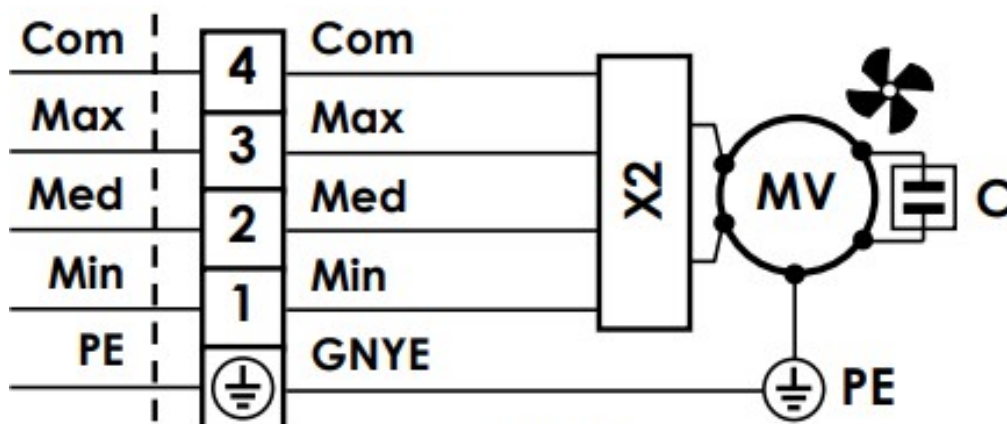 Com 4 Com
Max 3 Max
Med 2 Med
Min 1 Min
PE GNYE
X2
MV
C
PE